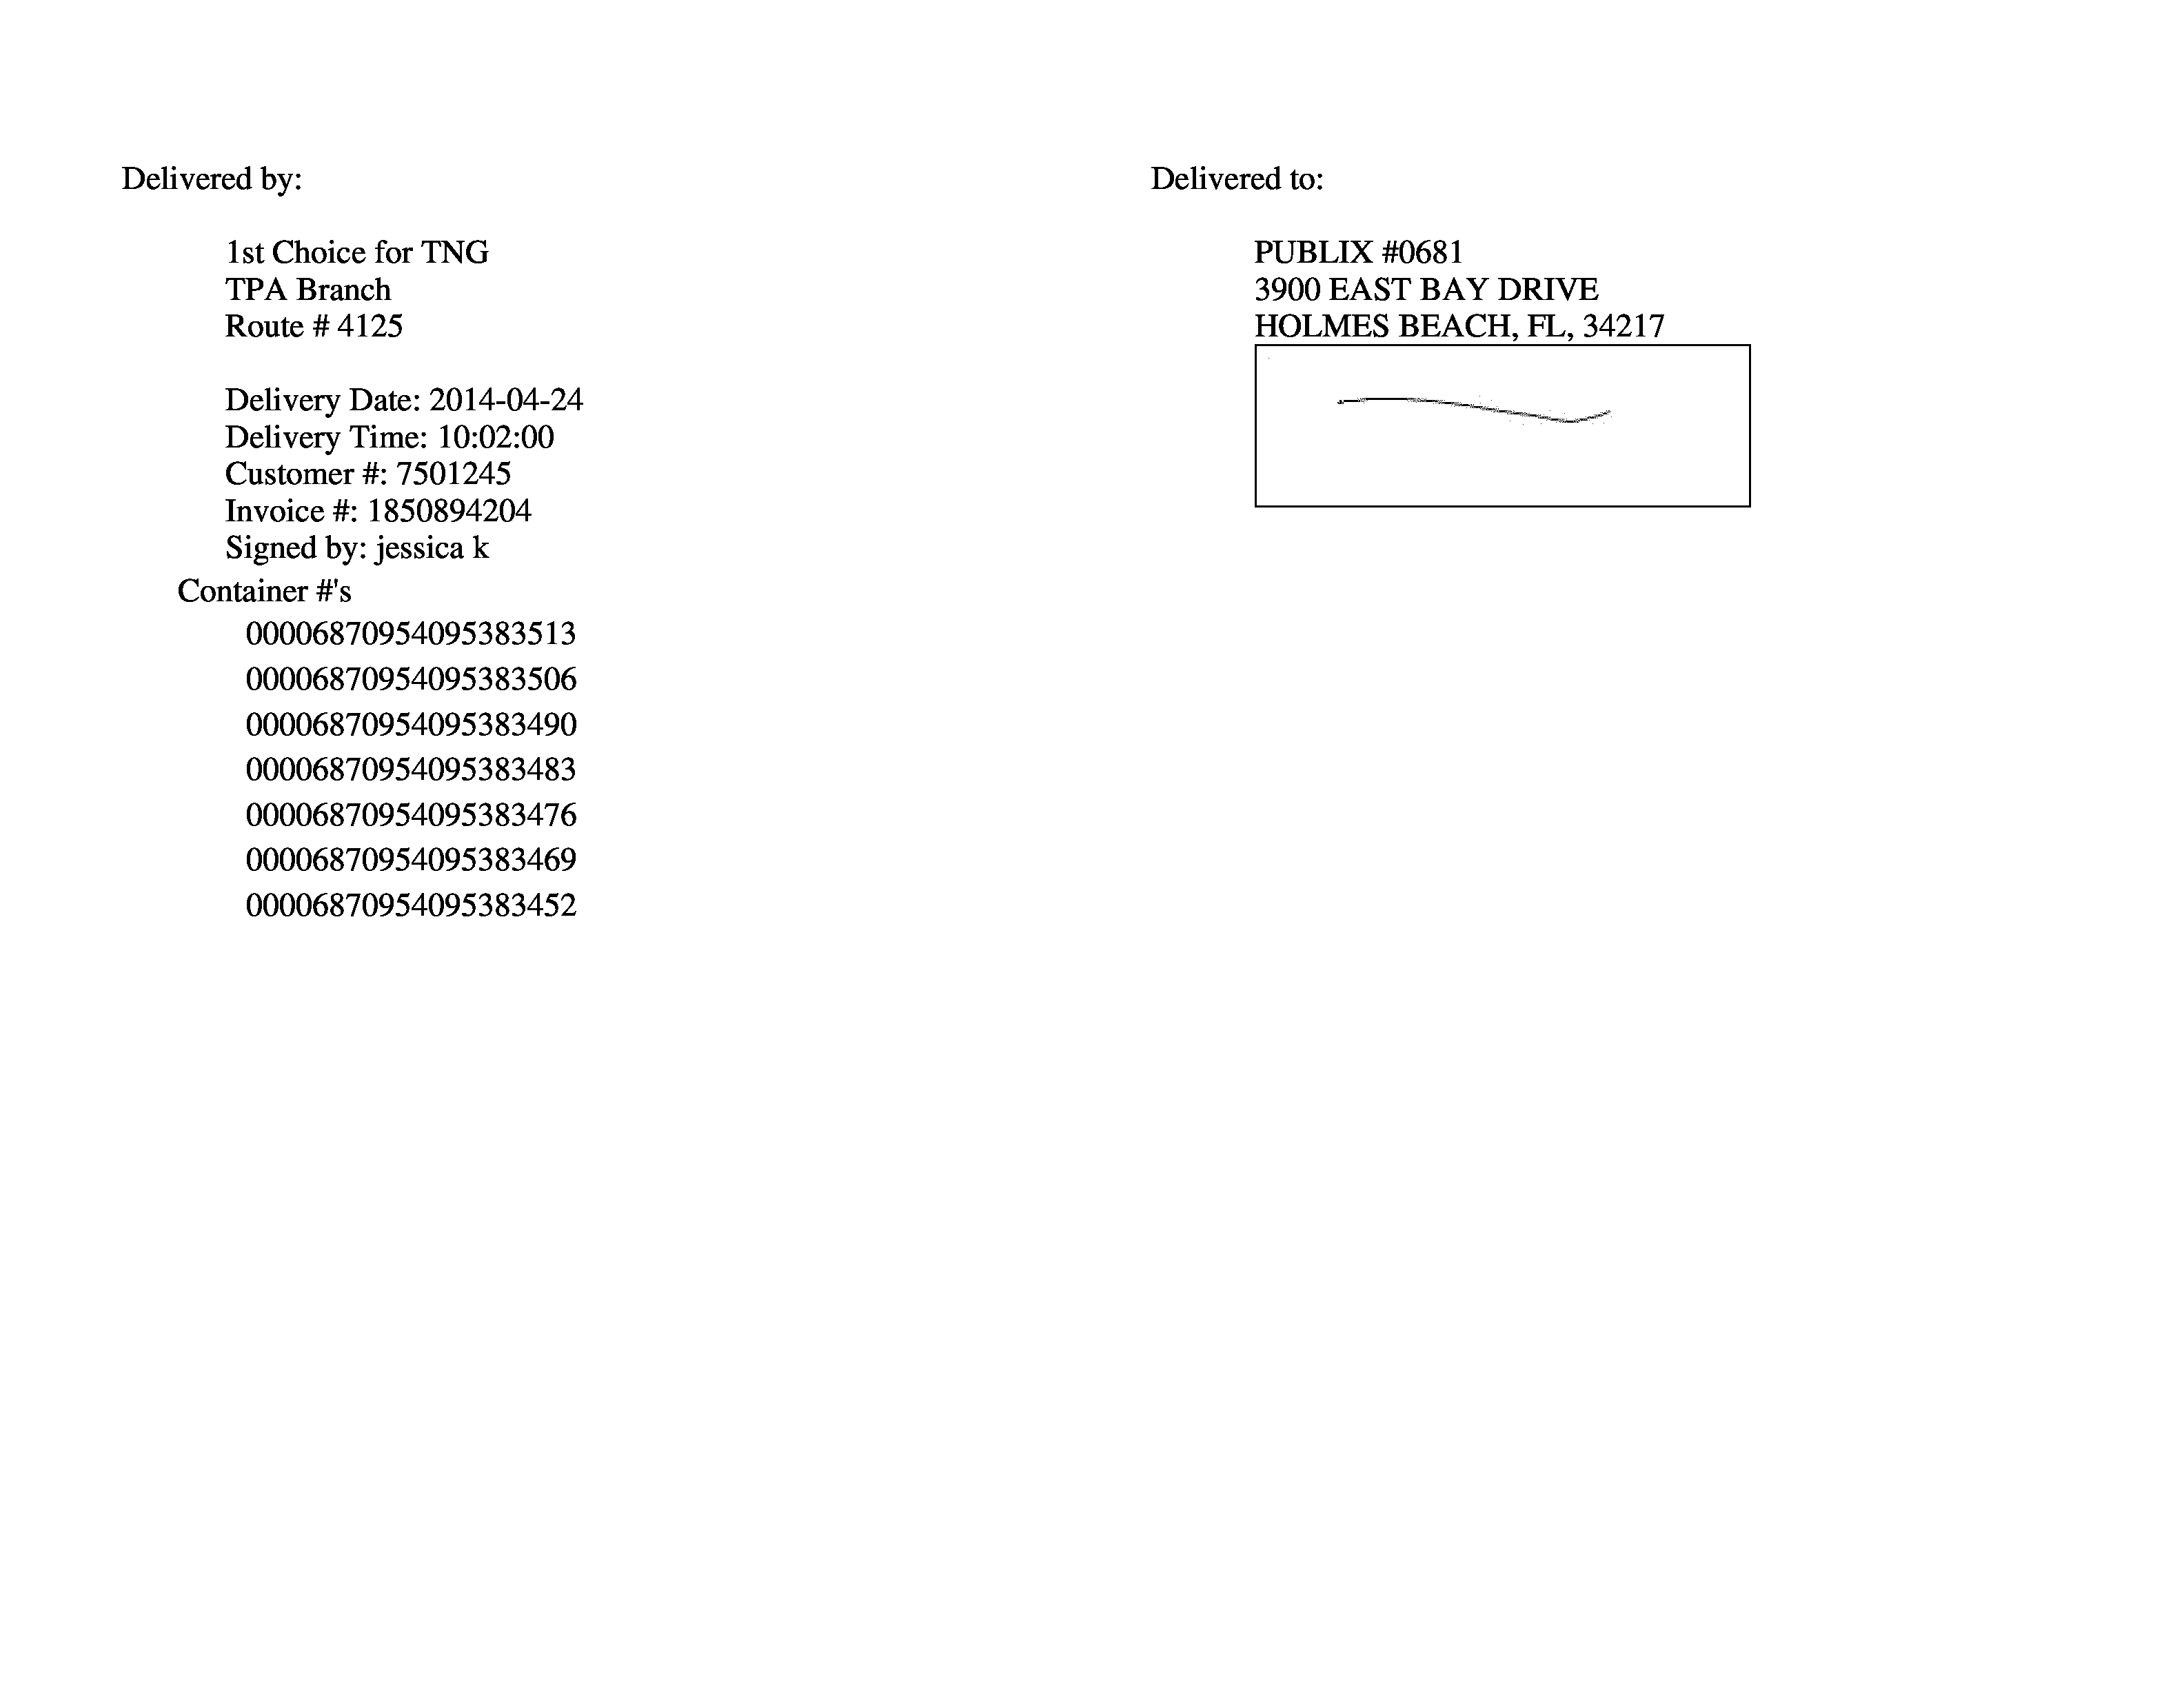 Delivered by:
1st Choice for TNG
TPA Branch
Route # 4125
Delivery Date: 2014-04-24
Delivery Time: 10:02:00
Customer #: 7501245
Invoice #: 1850894204
Signed by: jessica k
Container #'s
00006870954095383513
00006870954095383506
00006870954095383490
00006870954095383483
00006870954095383476
00006870954095383469
00006870954095383452
Delivered to:
PUBLIX #0681
3900 EAST BAY DRIVE
HOLMES BEACH, FL, 34217